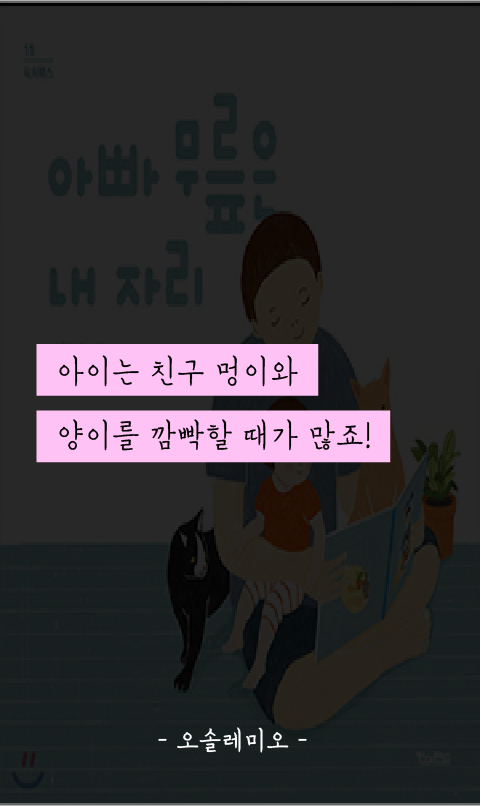 아빠 무릎은
내 자리
아이는 친구 멍이와
양이를 깜빡할 때가 많죠!
- 오솔레미오 -